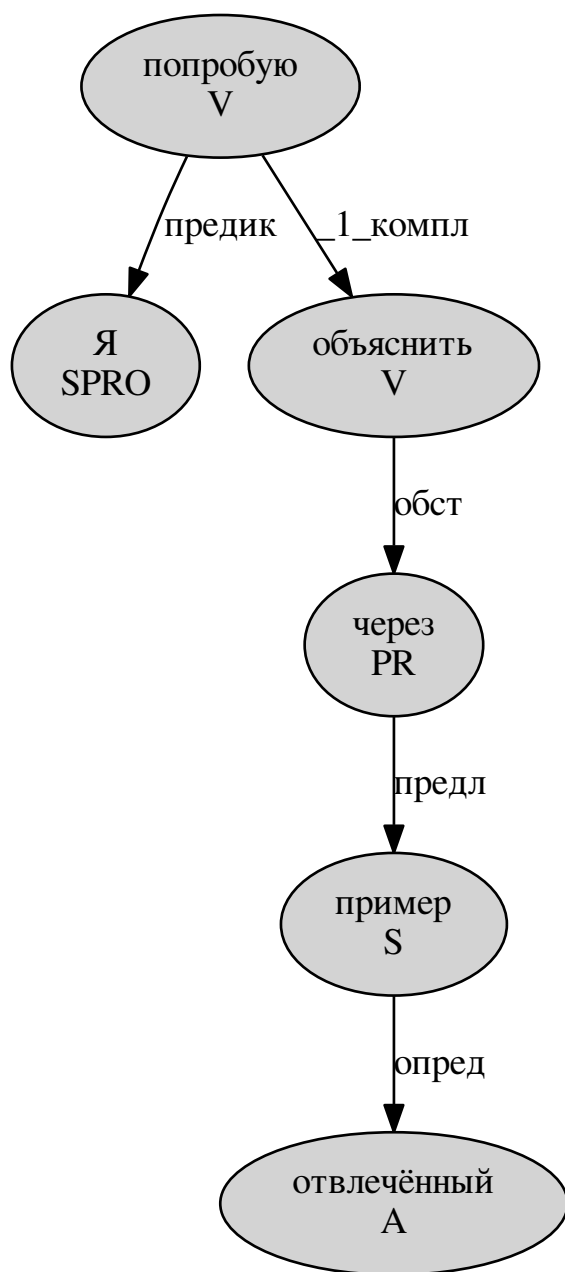 попробую
V
предик
_1_компл
Я
SPRO
объяснить
V
обст
через
PR
предл
пример
S
опред
отвлечённый
A